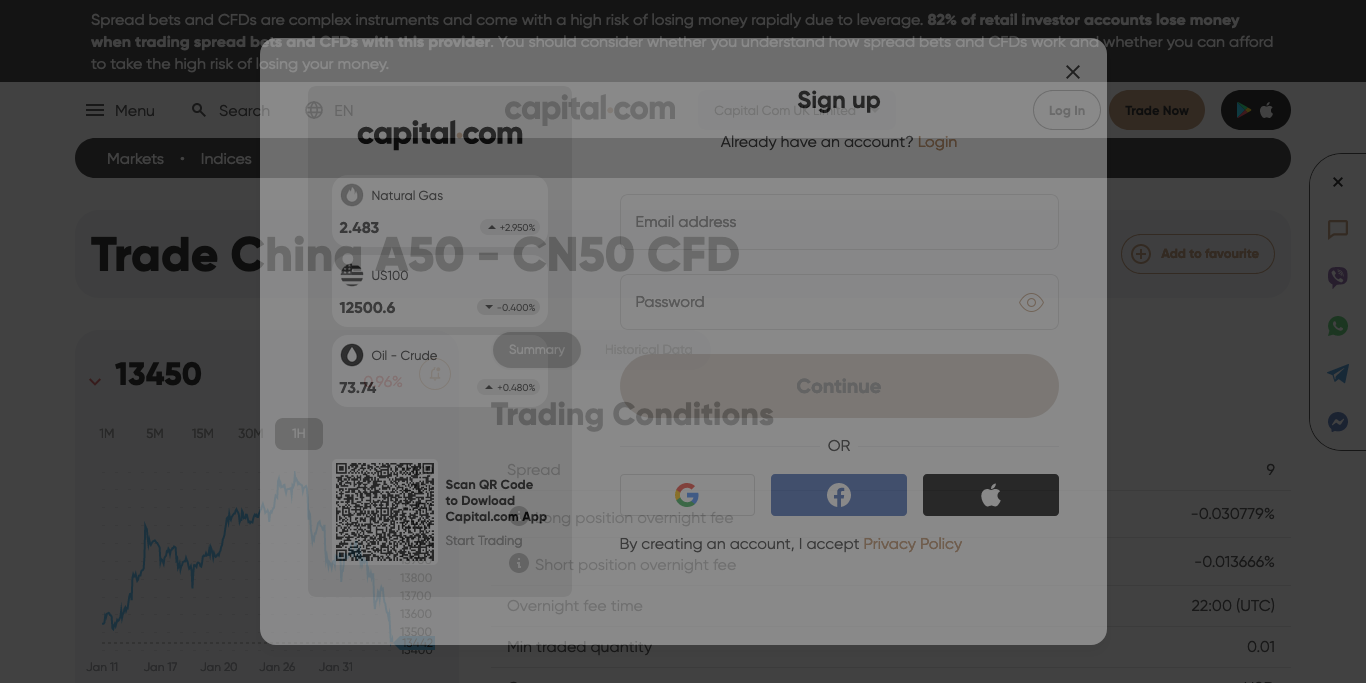 Spread bets and CFDs are complex instruments and come with a high risk of losing money rapidly due to leverage. 82% of retail investor accounts lose money
when trading spread bets and CFDs with this provider. You should consider whether you understand how spread bets and CFDs work and whether you can afford
to take the high risk of losing your money.
Menu
Search
EN
capital.com
Capital Com UK Limited
Log In
Trade Now
Markets • Indices
Trade China A50 - CN50 CFD
Add to favourite
13450
0.96%
1M 5M 15M 30M 1H
13800
13700
13600
13500
13442
13400
Jan 11 Jan 17 Jan 20 Jan 26 Jan 31
Summary
Historical Data
Trading Conditions
Spread 9
Long position overnight fee -0.030779%
Short position overnight fee -0.013666%
Overnight fee time 22:00 (UTC)
Min traded quantity 0.01
capital.com
Natural Gas
2.483 +2.950%
US100
12500.6 -0.400%
Oil - Crude
73.74 +0.480%
Scan QR Code
to Dowload
Capital.com App
Start Trading
Sign up
Already have an account? Login
Email address
Password
Continue
OR
By creating an account, I accept Privacy Policy